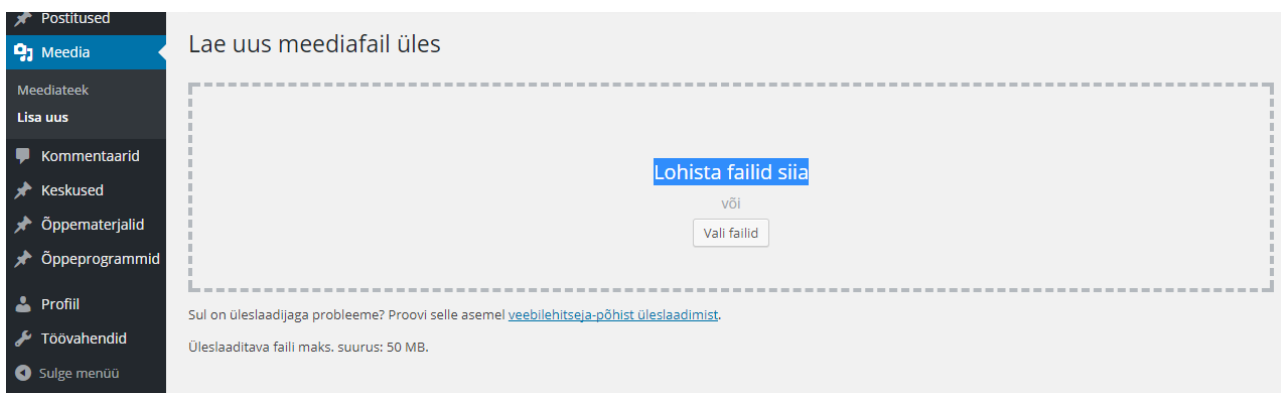 Postitused
Meedia
Meediateek
Lisa uus
Kommentaarid
Keskused
Õppematerjalid
Õppeprogrammid
Profiil
Töövahendid
Sulge menüü
Lae uus meediafail üles
Lohista failid siia
või
Vali failid
Sul on üleslaadijaga probleeme? Proovi selle asemel veebilehitseja-põhist üleslaadimist.
Üleslaaditava faili maks. suurus: 50 MB.